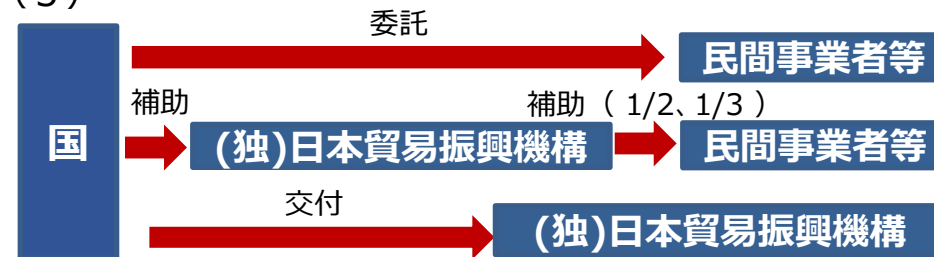 委託
民間事業者等
補助
補助（1/2、1/3）
国
(独)日本貿易振興機構
民間事業者等
交付
(独)日本貿易振興機構